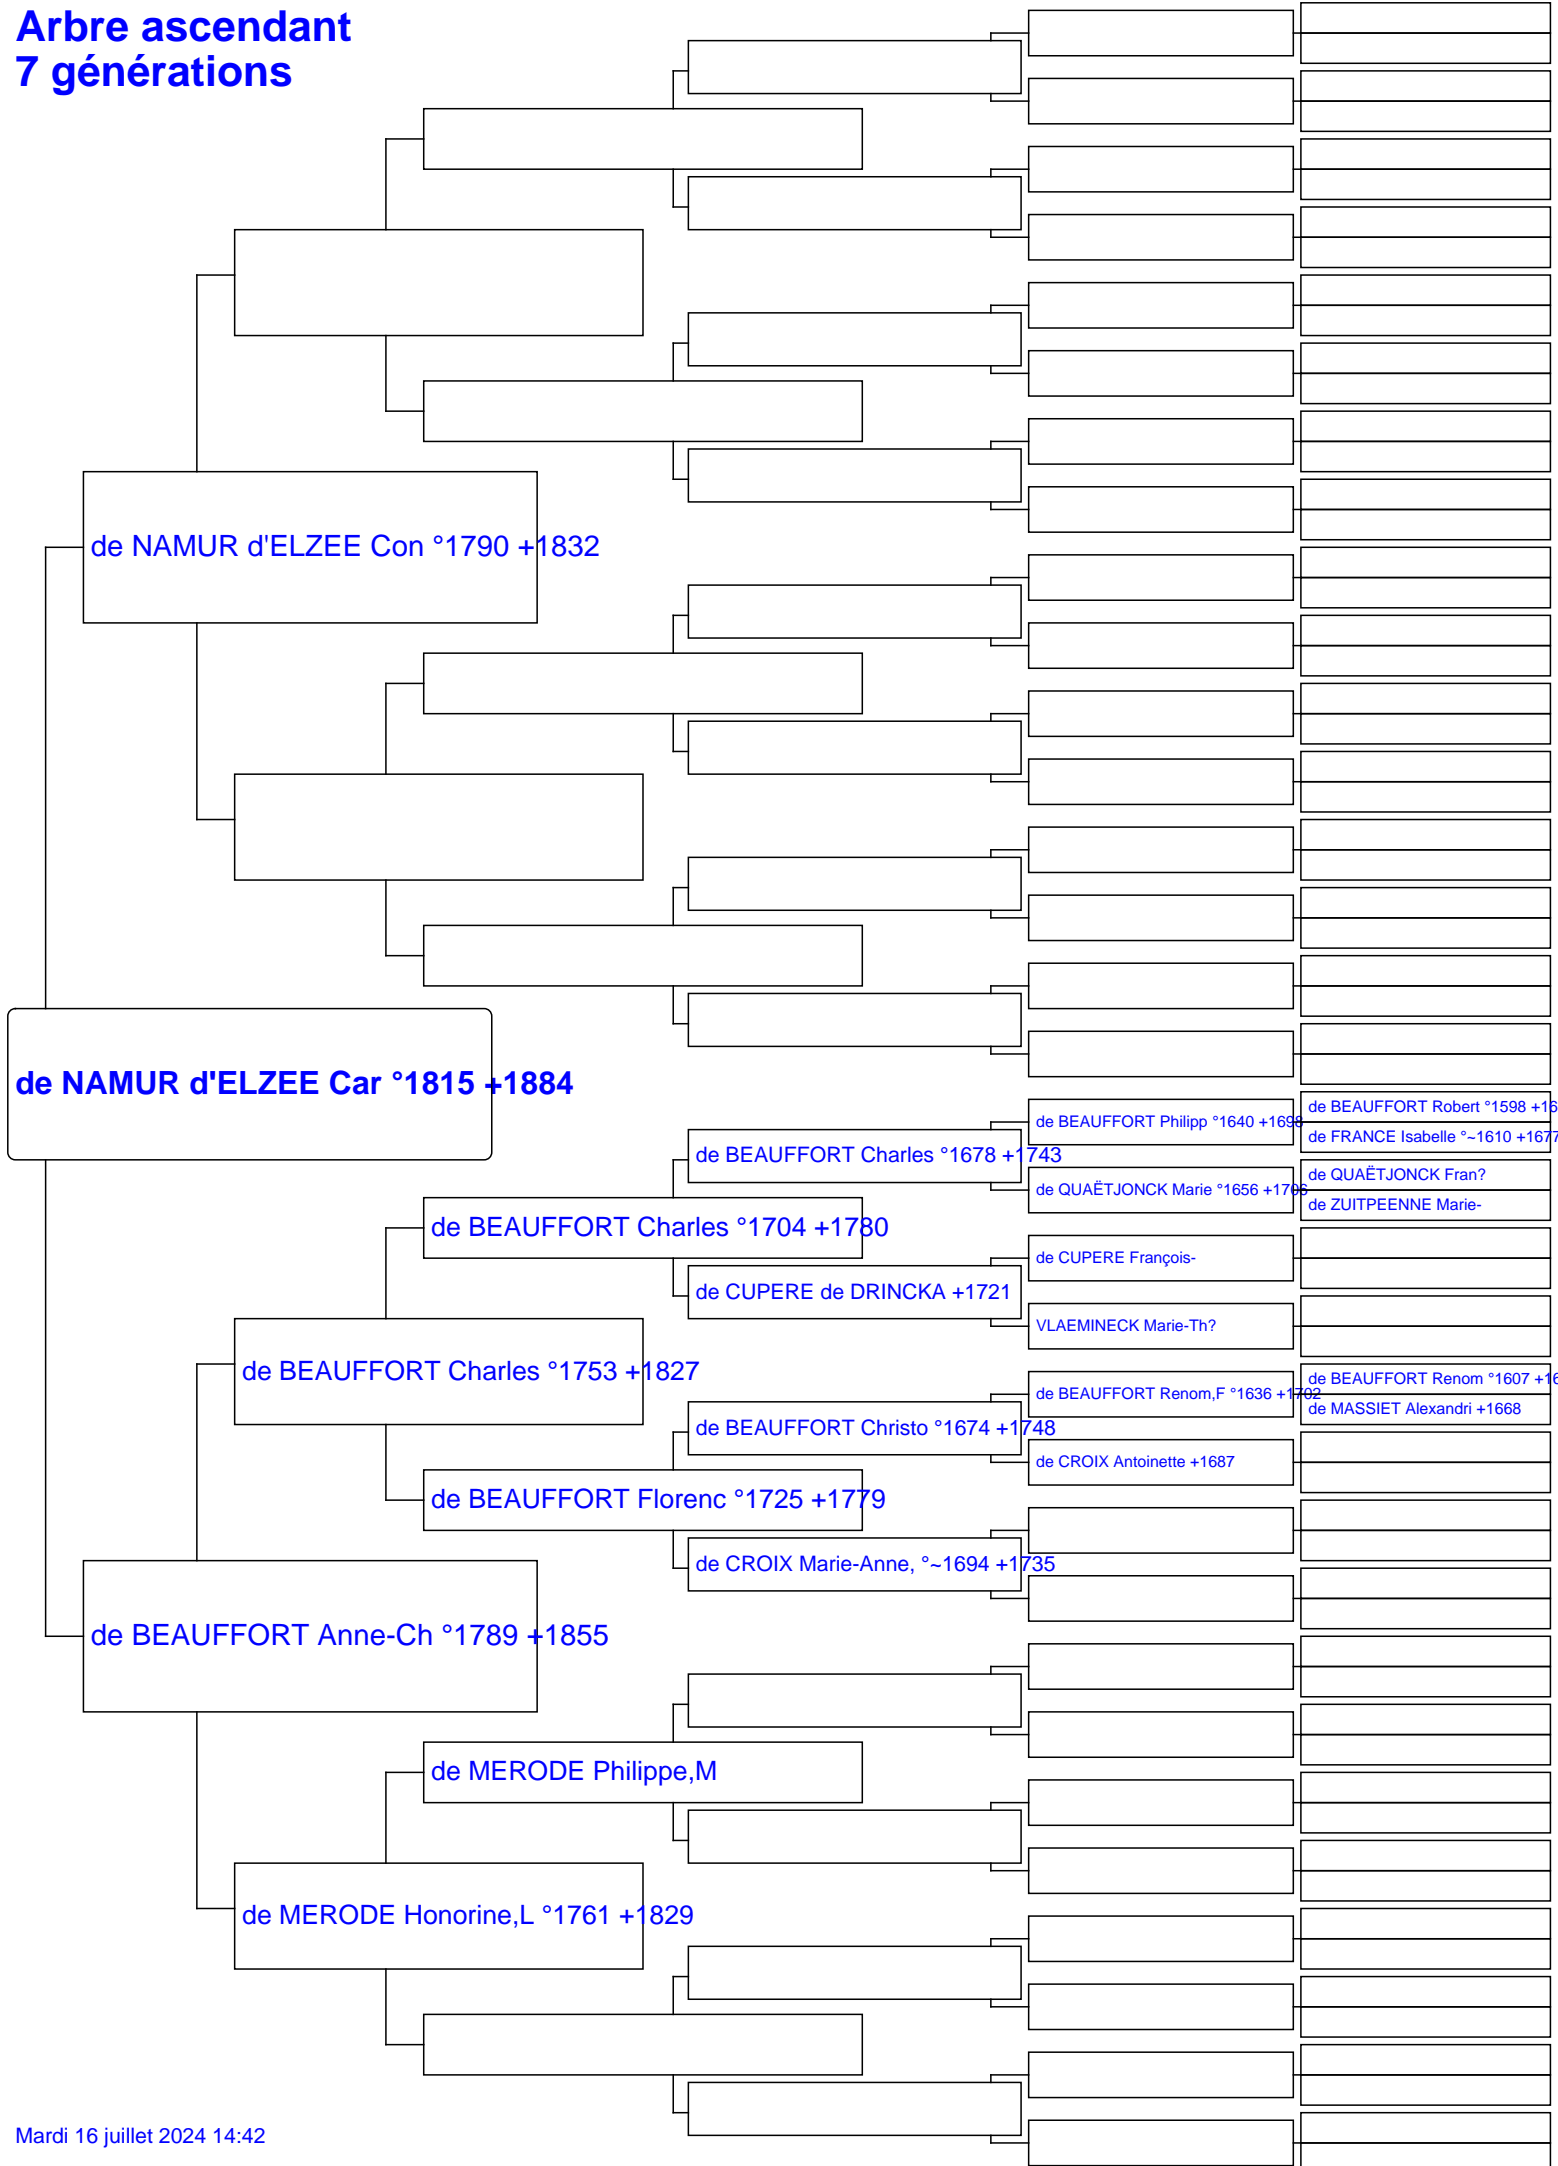 Arbre ascendant
7 générations
de NAMUR d'ELZEE Con °1790 +1832
de NAMUR d'ELZEE Car °1815 +1884
de BEAUFFORT Robert °1598 +16
de BEAUFFORT Philipp °1640 +1698
de FRANCE Isabelle °~1610 +1677
de BEAUFFORT Charles °1678 +1743
de QUAËTJONCK Fran?
de QUAËTJONCK Marie °1656 +1706
de ZUITPEENNE Marie-
de BEAUFFORT Charles °1704 +1780
de CUPERE François-
de CUPERE de DRINCKA +1721
VLAEMINECK Marie-Th?
de BEAUFFORT Charles °1753 +1827
de BEAUFFORT Renom °1607 +16
de BEAUFFORT Renom,F °1636 +1702
de MASSIET Alexandri +1668
de BEAUFFORT Christo °1674 +1748
de CROIX Antoinette +1687
de BEAUFFORT Florenc °1725 +1779
de CROIX Marie-Anne, °~1694 +1735
de BEAUFFORT Anne-Ch °1789 +1855
de MERODE Philippe,M
de MERODE Honorine,L °1761 +1829
Mardi 16 juillet 2024 14:42